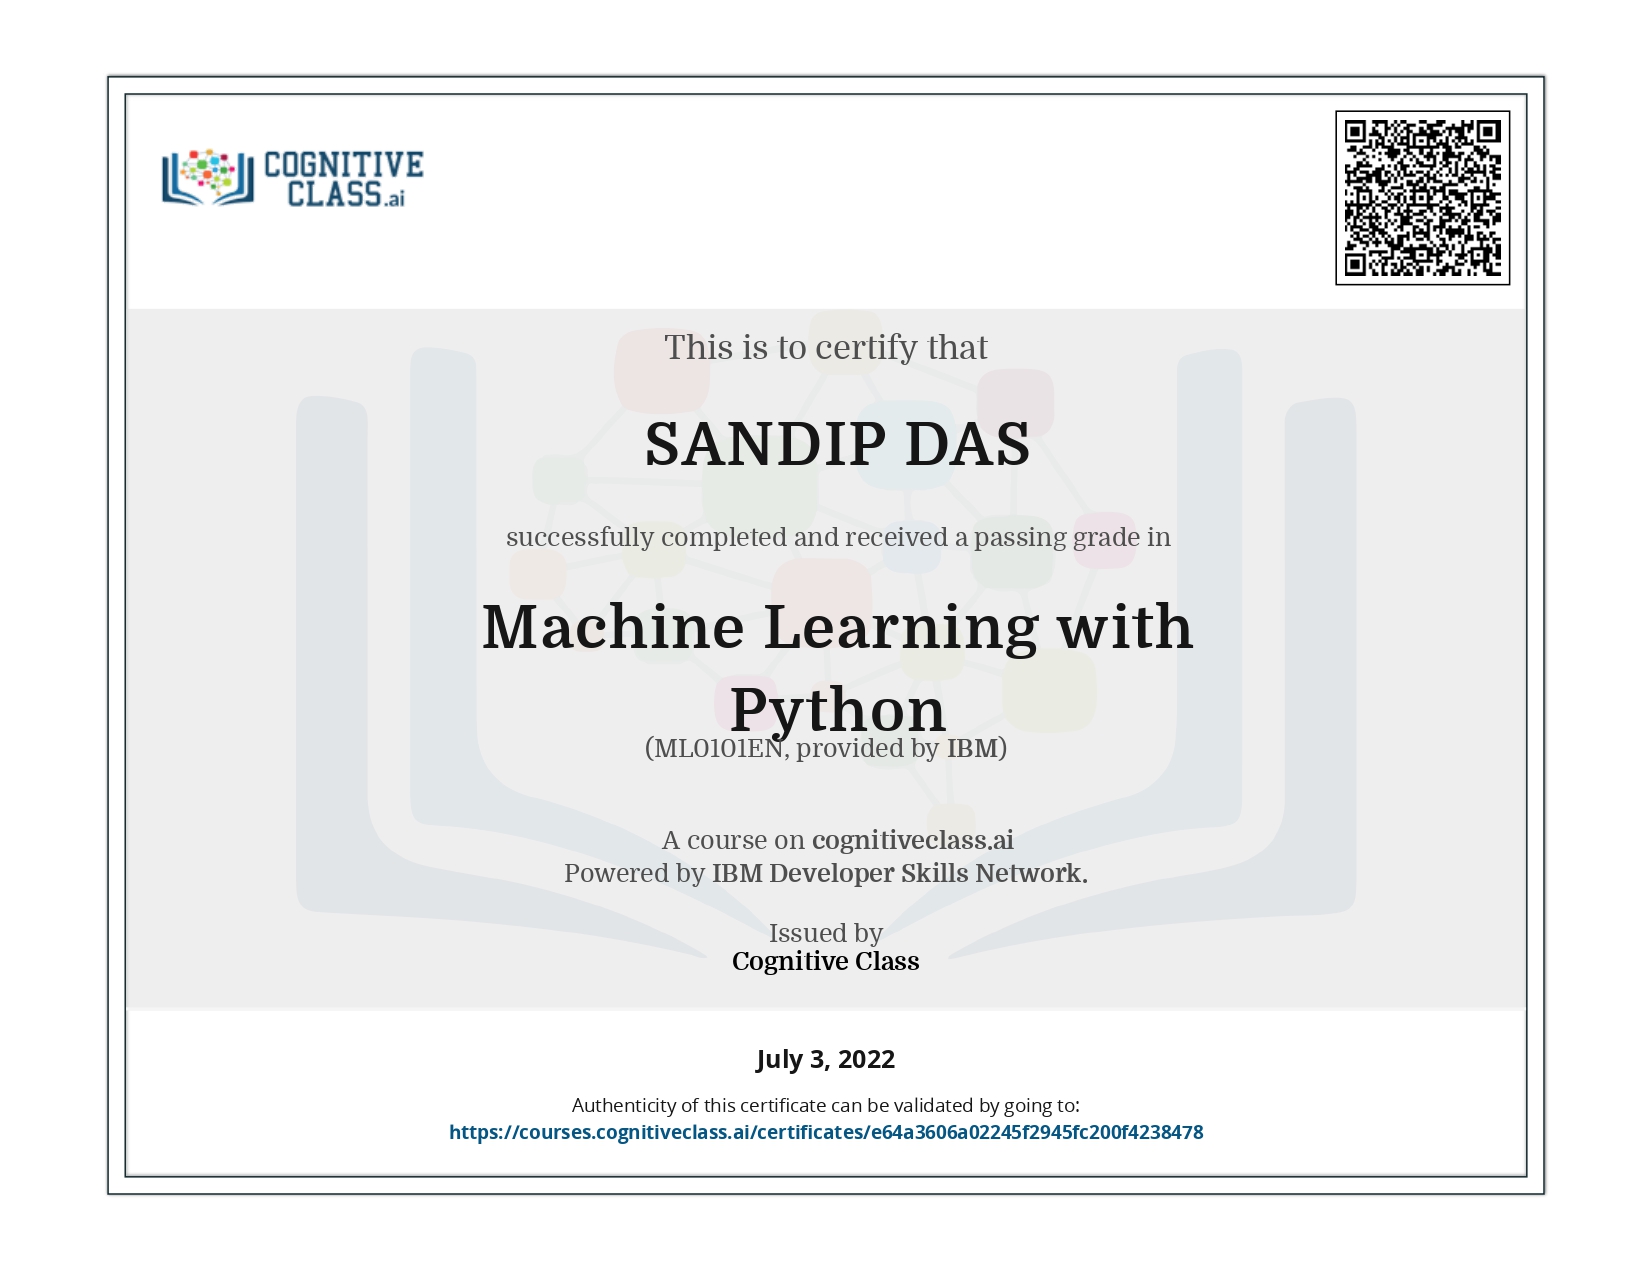 COGNITIVE
CLASS.ai
This is to certify that
SANDIP DAS
successfully completed and received a passing grade in
Machine Learning with
Python
(ML0101EN, provided by IBM)
A course on cognitiveclass.ai
Powered by IBM Developer Skills Network.
Issued by
Cognitive Class
July 3, 2022
Authenticity of this certificate can be validated by going to:
https://courses.cognitiveclass.ai/certificates/e64a3606a02245f2945fc200f4238478